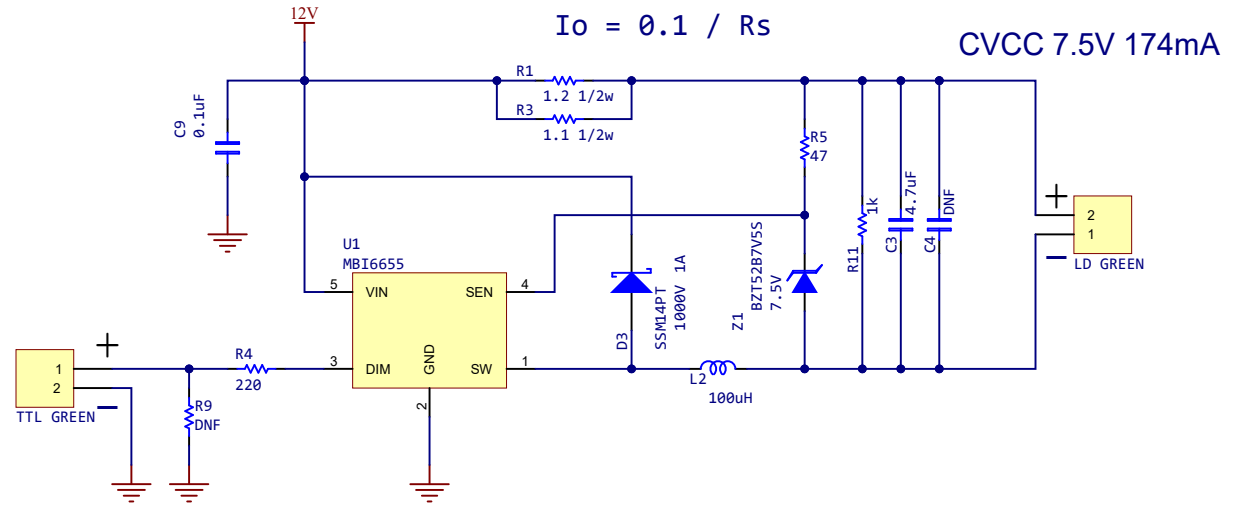 12V
Io = 0.1 / Rs
CVCC 7.5V 174mA
R1
1.2 1/2w
R3
1.1 1/2w
C9
0.1uF
R5
47
1k
R11
4.7uF
C3
DNF
C4
+
2
1
−
LD GREEN
U1
MBI6655
5
VIN
SEN
4
3
DIM
GND
SW
1
2
D3
SSM14PT
1000V 1A
Z1
BZT52B7V5S
7.5V
L2
100uH
+
1
2
−
TTL GREEN
R4
220
R9
DNF